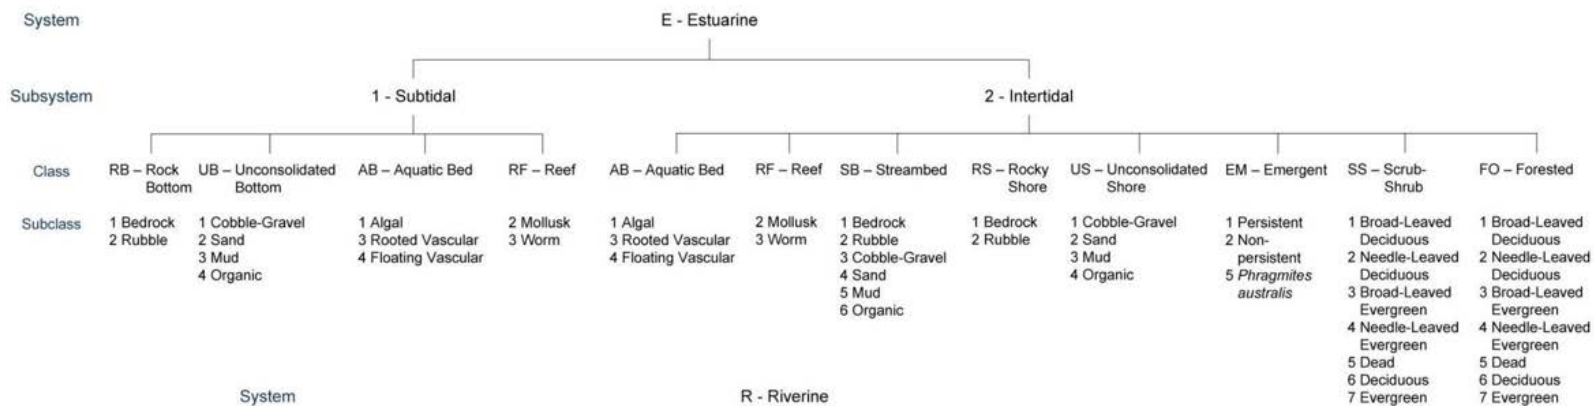 System
E - Estuarine
Subsystem
1 - Subtidal
2 - Intertidal
Class
RB – Rock
Bottom
UB – Unconsolidated
Bottom
AB – Aquatic Bed
RF – Reef
AB – Aquatic Bed
RF – Reef
SB – Streambed
RS – Rocky
Shore
US – Unconsolidated
Shore
EM – Emergent
SS – Scrub-
Shrub
FO – Forested
Subclass
1 Bedrock
2 Rubble
1 Cobble-Gravel
2 Sand
3 Mud
4 Organic
1 Algal
3 Rooted Vascular
4 Floating Vascular
2 Mollusk
3 Worm
1 Algal
3 Rooted Vascular
4 Floating Vascular
2 Mollusk
3 Worm
1 Bedrock
2 Rubble
3 Cobble-Gravel
4 Sand
5 Mud
6 Organic
1 Bedrock
2 Rubble
1 Cobble-Gravel
2 Sand
3 Mud
4 Organic
1 Persistent
2 Non-
persistent
5 Phragmites
australis
1 Broad-Leaved
Deciduous
2 Needle-Leaved
Deciduous
3 Broad-Leaved
Evergreen
4 Needle-Leaved
Evergreen
5 Dead
6 Deciduous
7 Evergreen
1 Broad-Leaved
Deciduous
2 Needle-Leaved
Deciduous
3 Broad-Leaved
Evergreen
4 Needle-Leaved
Evergreen
5 Dead
6 Deciduous
7 Evergreen
System
R - Riverine